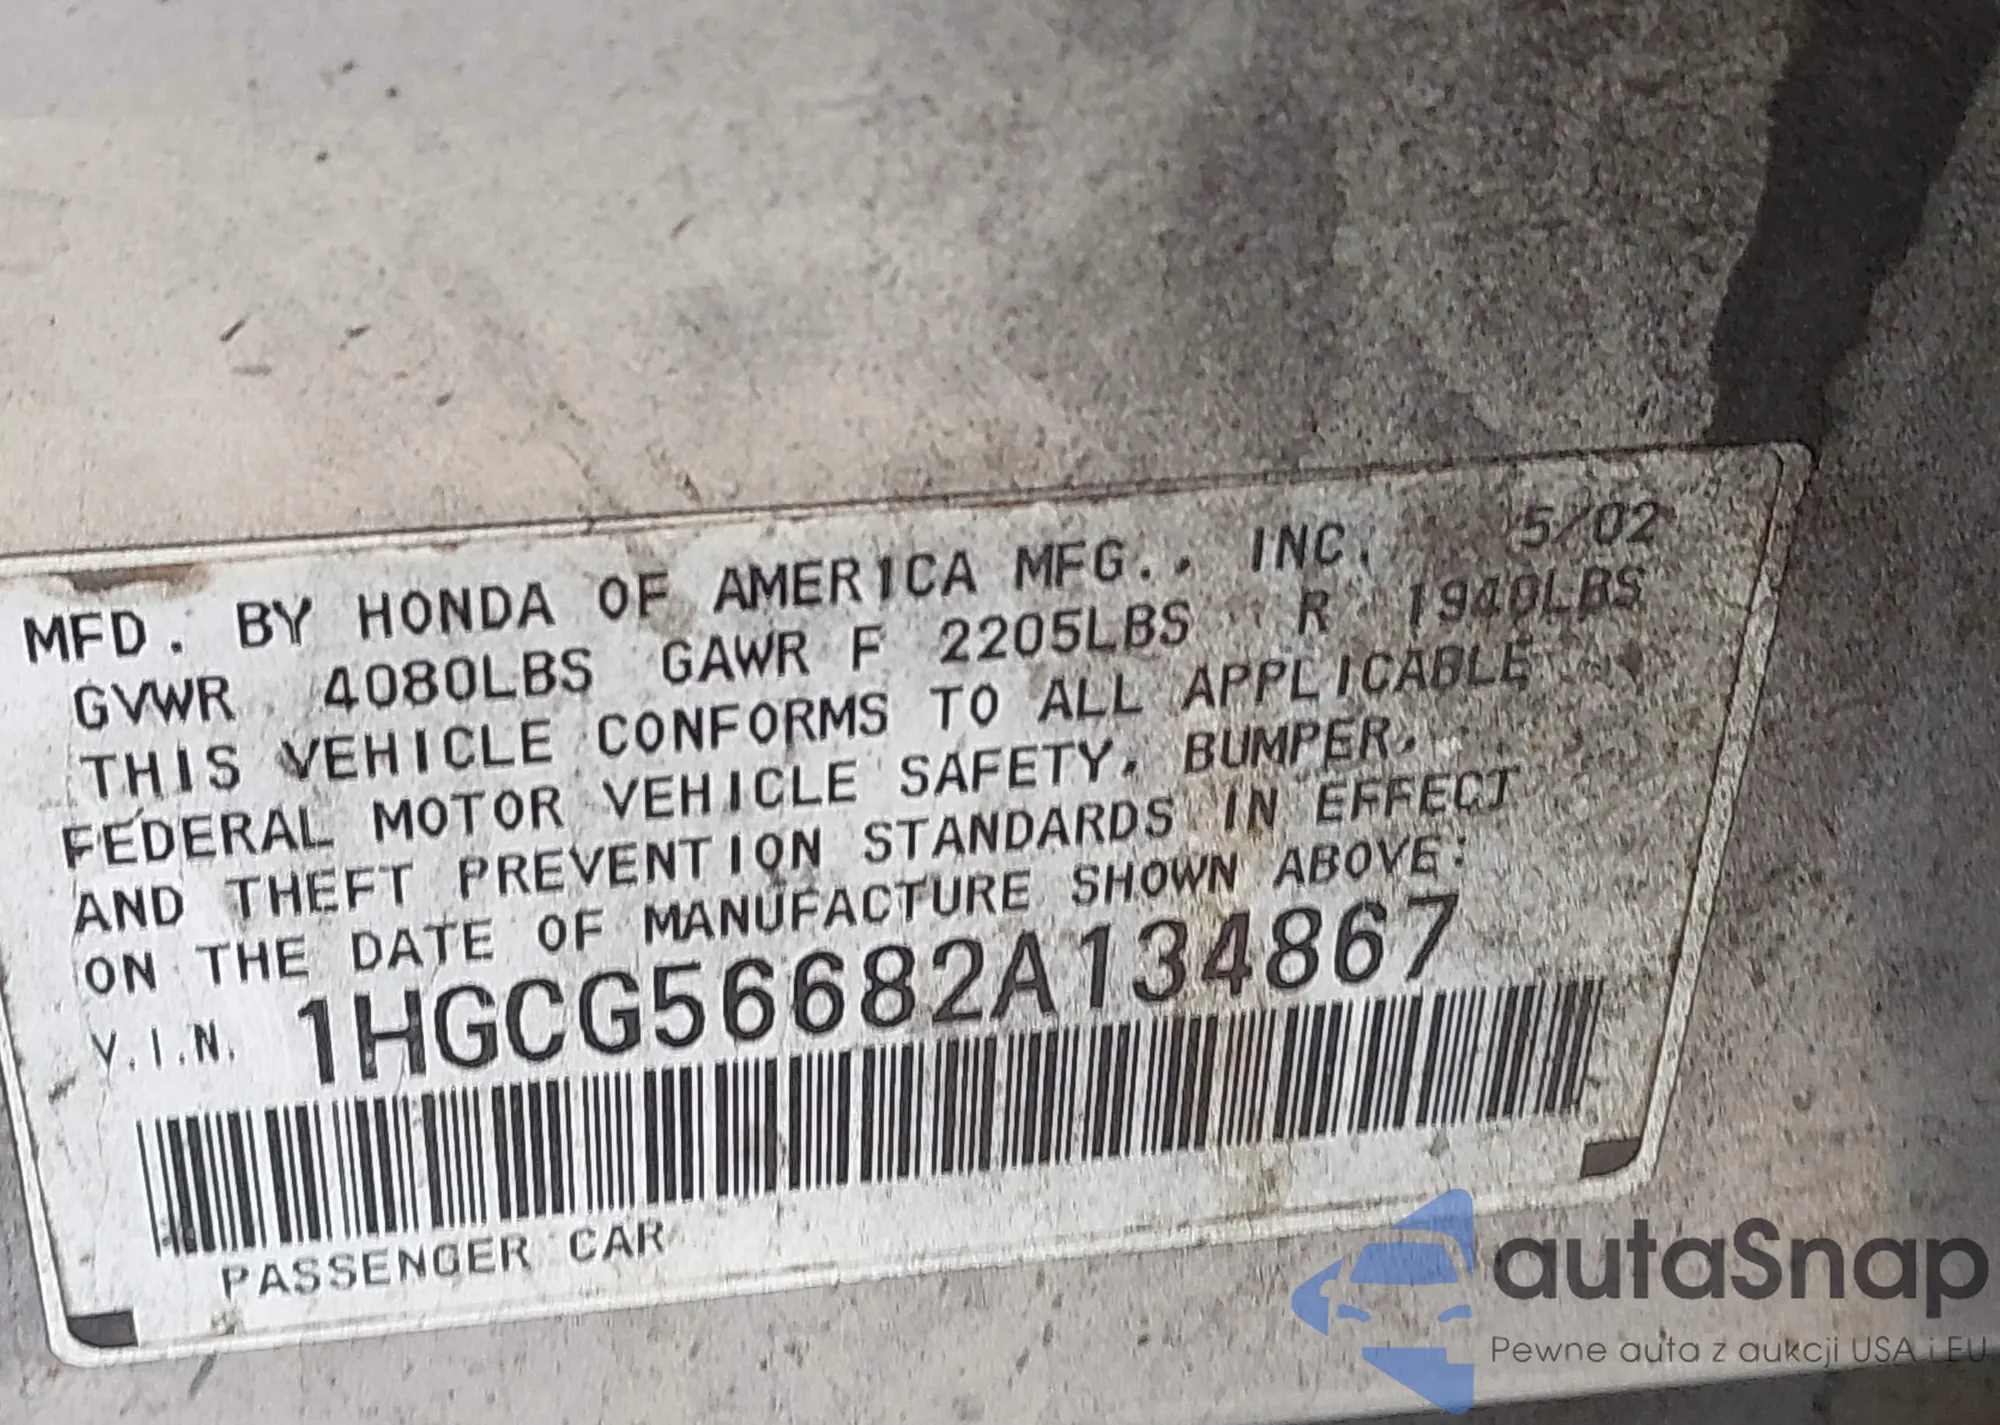 MFD. BY HONDA OF AMERICA MFG., INC. 5/02
GVWR 4080LBS GAWR F 2205LBS R 1940LBS
THIS VEHICLE CONFORMS TO ALL APPLICABLE
FEDERAL MOTOR VEHICLE SAFETY, BUMPER,
AND THEFT PREVENTION STANDARDS IN EFFECT
ON THE DATE OF MANUFACTURE SHOWN ABOVE:
V.I.N. 1HGCG56682A134867
PASSENGER CAR
autaSnap
Pewne auta z aukcji USA i EU